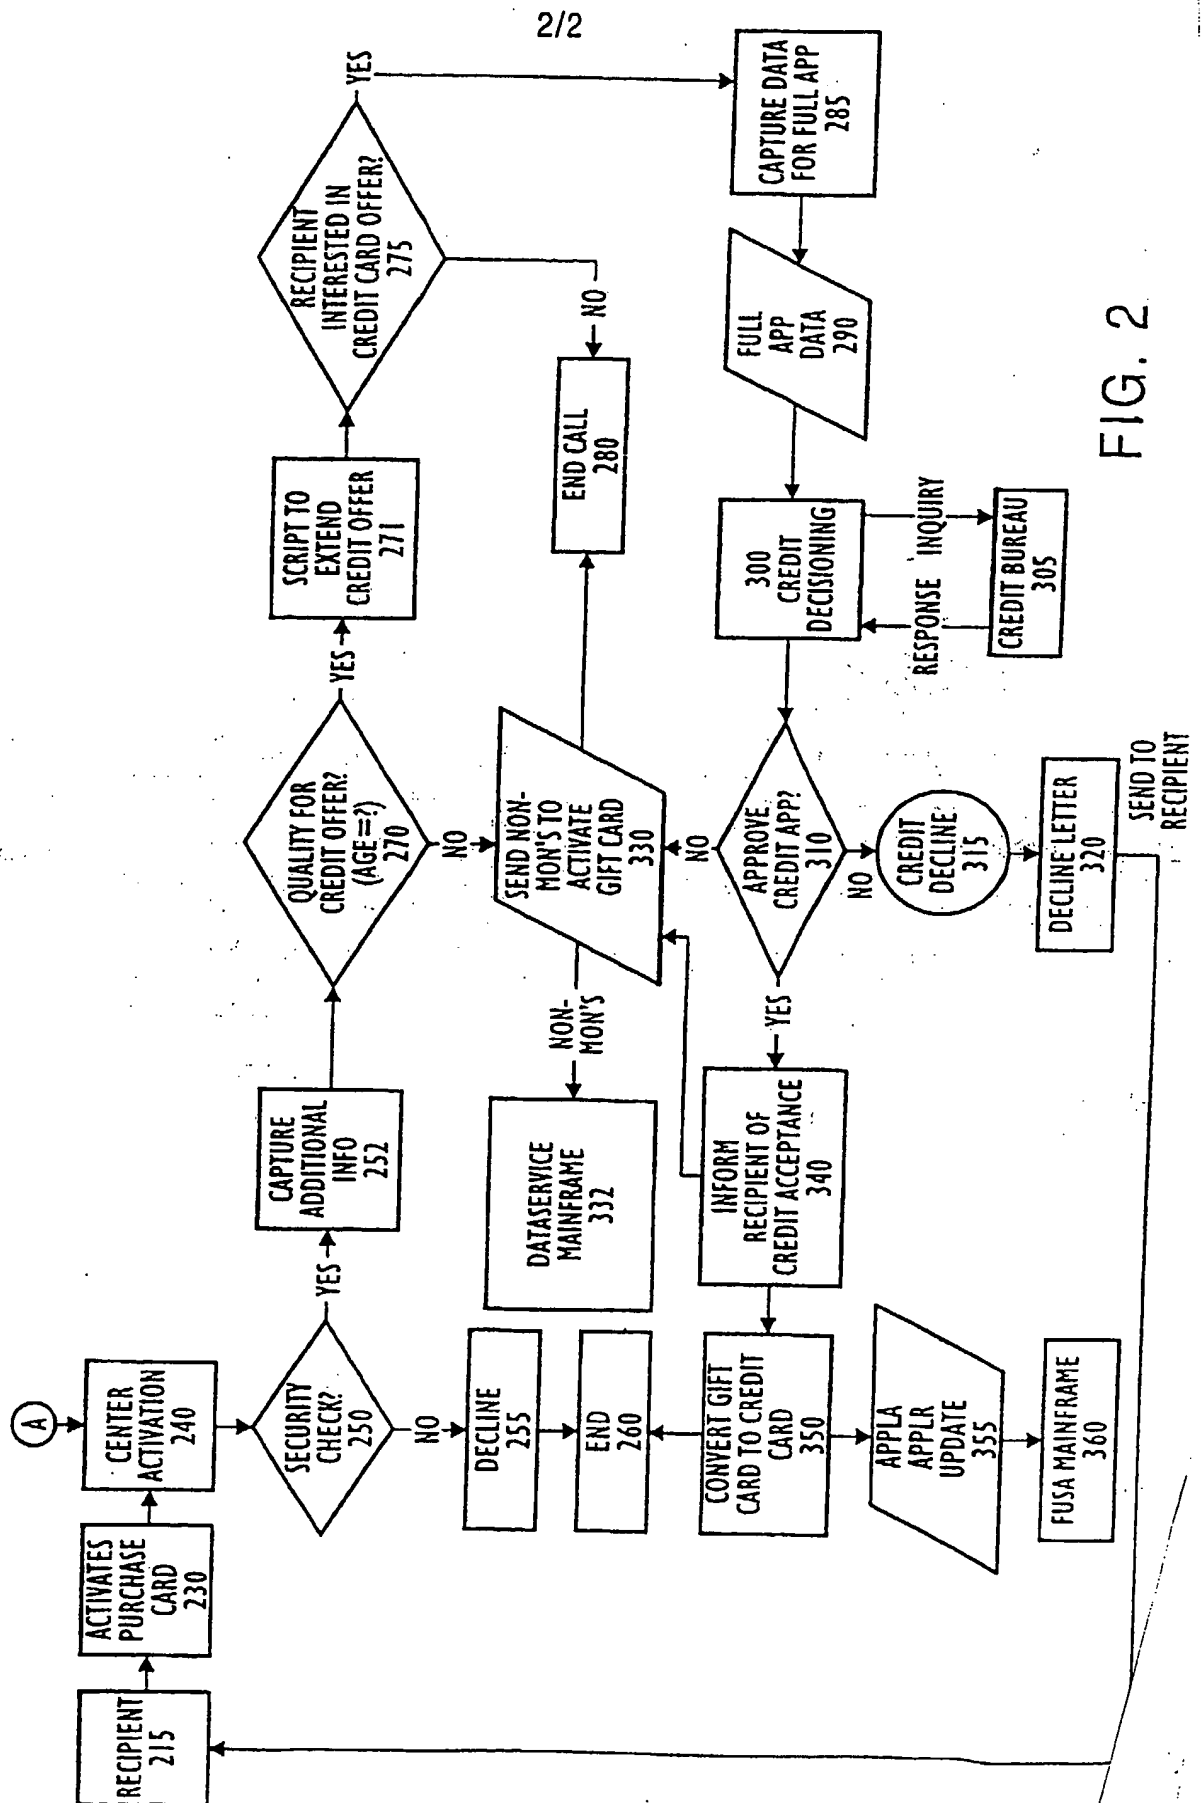 2/2
A
RECIPIENT
215
ACTIVATES
PURCHASE
CARD
230
CENTER
ACTIVATION
240
SECURITY
CHECK?
250
YES
NO
CAPTURE
ADDITIONAL
INFO
252
QUALITY FOR
CREDIT OFFER?
(AGE=?)
270
YES
NO
SCRIPT TO
EXTEND
CREDIT OFFER
271
RECIPIENT
INTERESTED IN
CREDIT CARD OFFER?
275
YES
NO
DECLINE
255
END
260
DATASERVICE
MAINFRAME
332
NON-
MON'S
SEND NON-
MON'S TO
ACTIVATE
GIFT CARD
330
END CALL
280
CAPTURE DATA
FOR FULL APP
285
FULL
APP
DATA
290
300
CREDIT
DECISIONING
RESPONSE
INQUIRY
CREDIT BUREAU
305
APPROVE
CREDIT APP?
310
NO
NO
YES
CREDIT
DECLINE
315
DECLINE LETTER
320
SEND TO
RECIPIENT
INFORM
RECIPIENT OF
CREDIT ACCEPTANCE
340
CONVERT GIFT
CARD TO CREDIT
CARD
350
APPLA
APPLR
UPDATE
355
FUSA MAINFRAME
360
FIG. 2